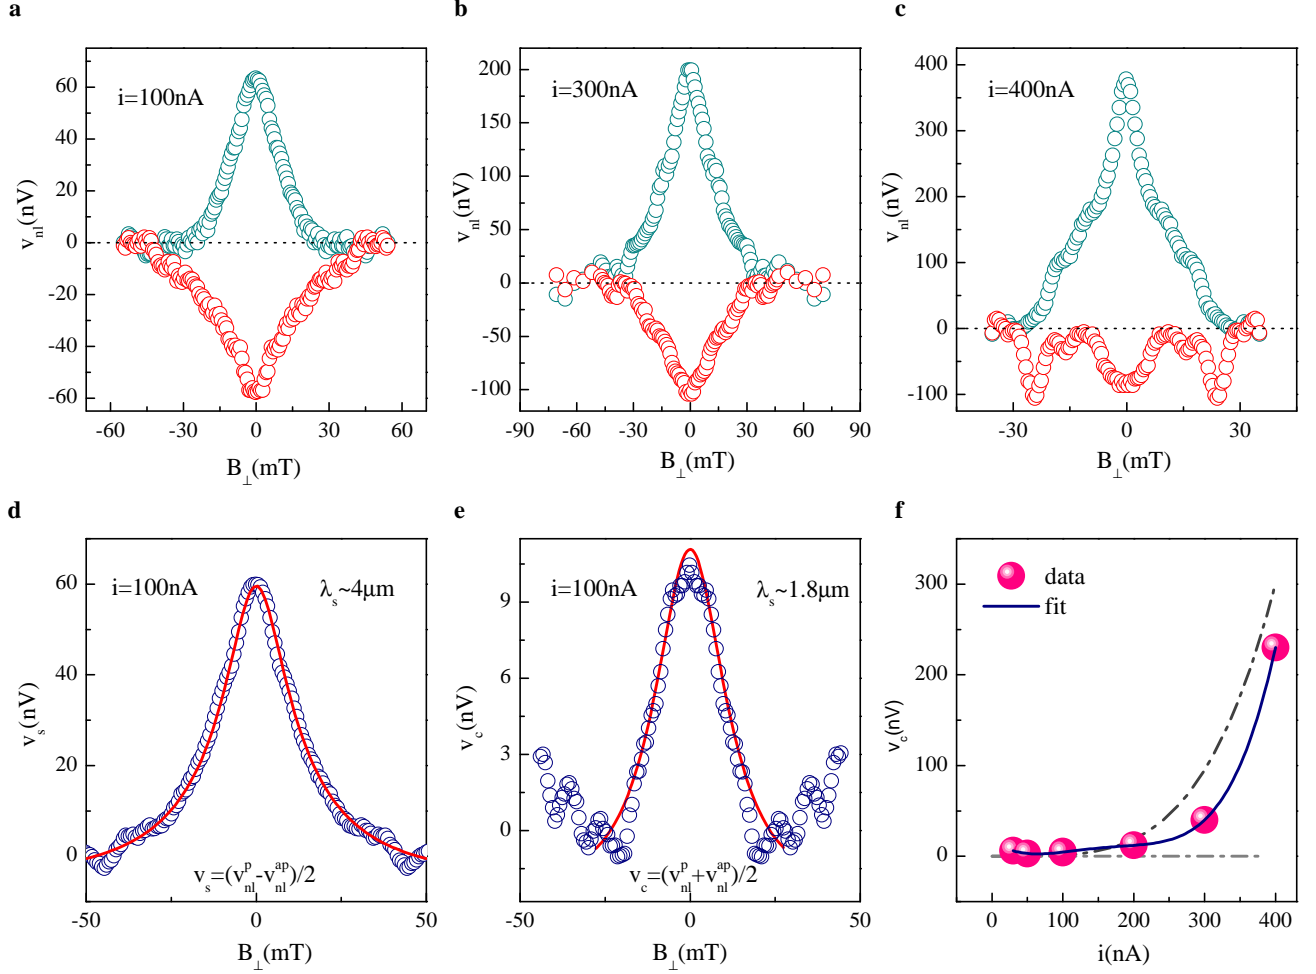 a
i=100nA
v_nl(nV)
60
40
20
0
-20
-40
-60
-60 -30 0 30 60
B_⊥(mT)
b
i=300nA
v_nl(nV)
200
150
100
50
0
-50
-100
-90 -60 -30 0 30 60 90
B_⊥(mT)
c
i=400nA
v_nl(nV)
400
300
200
100
0
-100
-30 0 30
B_⊥(mT)
d
i=100nA λ_s~4μm
v_s(nV)
60
40
20
0
v_s=(v_nl^p-v_nl^ap)/2
-50 0 50
B_⊥(mT)
e
i=100nA λ_s~1.8μm
v_c(nV)
9
6
3
0
v_c=(v_nl^p+v_nl^ap)/2
-50 0 50
B_⊥(mT)
f
data
fit
v_c(nV)
300
200
100
0
0 100 200 300 400
i(nA)